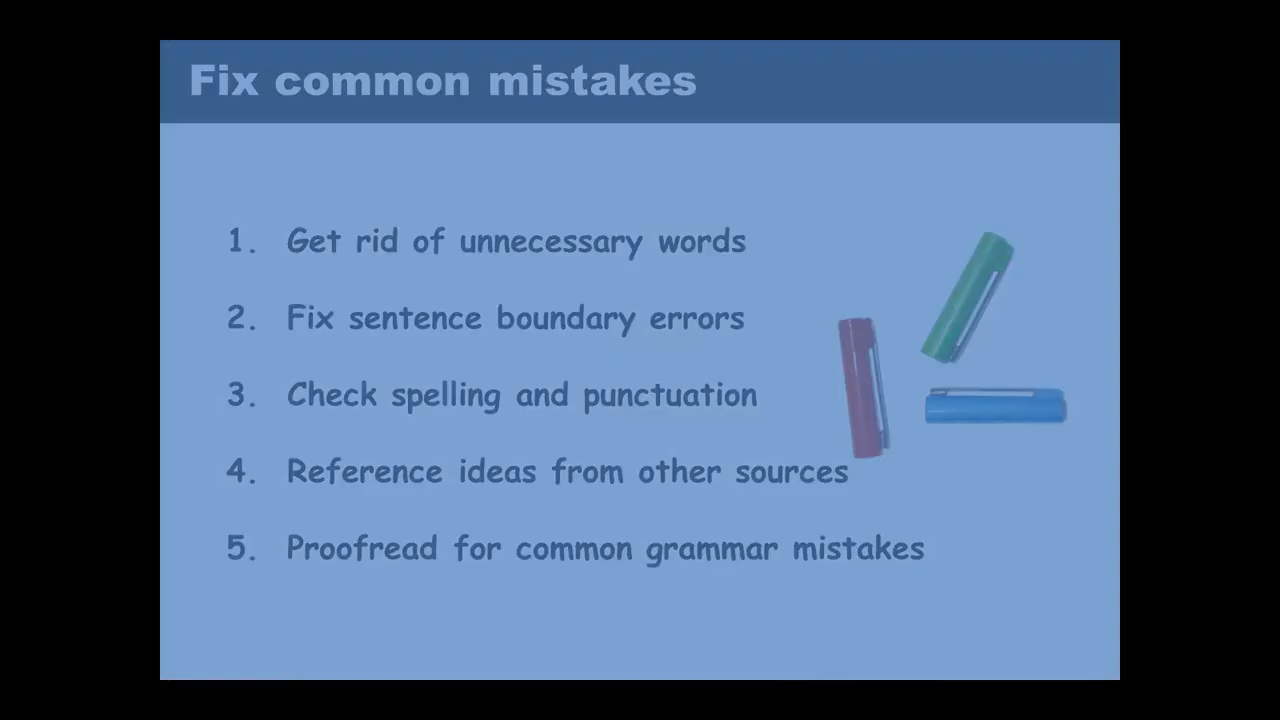 Fix common mistakes
1. Get rid of unnecessary words
2. Fix sentence boundary errors
3. Check spelling and punctuation
4. Reference ideas from other sources
5. Proofread for common grammar mistakes